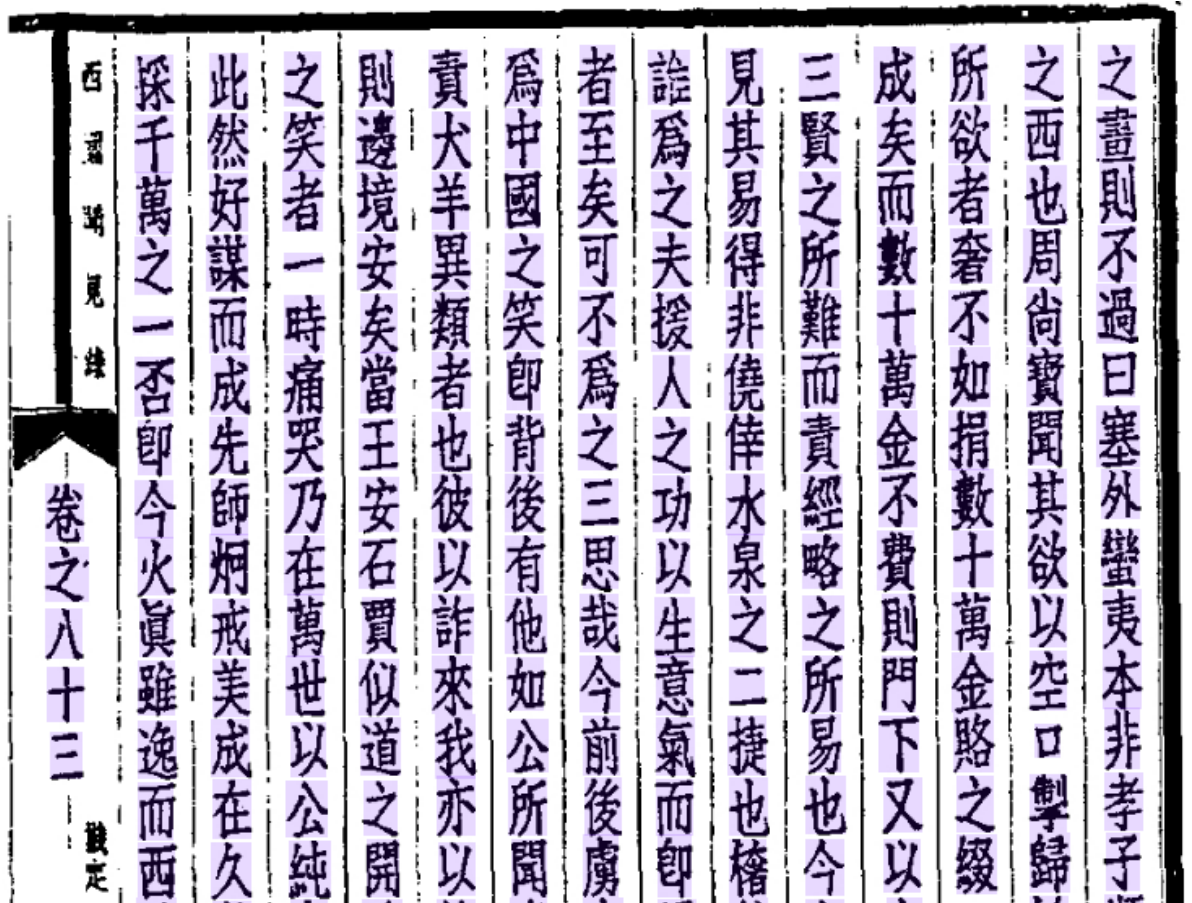 之畫則不過曰塞外蠻夷本非孝子
之西也周尙寶聞其欲以空口掣歸
所欲者奢不如捐數十萬金賂之綴
成矣而數十萬金不費則門下又以
三賢之所難而責經略之所易也今
見其易得非僥倖水泉之二捷也
誰爲之夫援人之功以生意氣而卽
者至矣可不爲之三思哉今前後虜
爲中國之笑卽背後有他如公所聞
責犬羊異類者也彼以詐來我亦以
則邊境安矣當王安石賈似道之開
之笑者一時痛哭乃在萬世以公純
此然好謀而成先師炯戒美成在久
採千萬之一否卽今火眞雖逸而西
西 見
卷之八十三
戡定